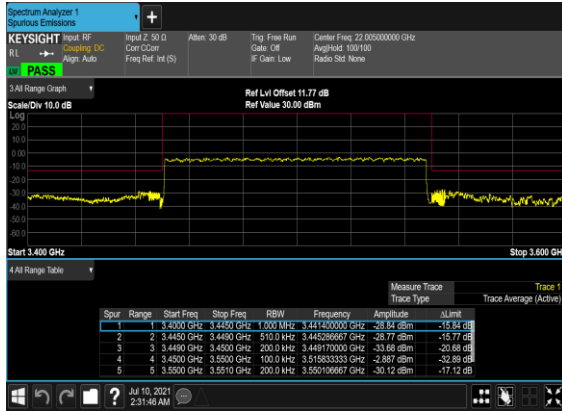 Spectrum Analyzer 1
Spurious Emissions
+
KEYSIGHT Input: RF Input Z: 50 Ω Atten: 30 dB Trig: Free Run Center Freq: 22.005000000 GHz
RL Coupling: DC Corr CCorr Gate: Off Avg|Hold: 100/100
Align: Auto Freq Ref: Int (S) IF Gain: Low Radio Std: None
PASS
3 All Range Graph
Ref Lvl Offset 11.77 dB
Scale/Div 10.0 dB Ref Value 30.00 dBm
Log
20.0
10.0
0.00
-10.0
-20.0
-30.0
-40.0
-50.0
-60.0
Start 3.400 GHz Stop 3.600 GHz
4 All Range Table
Measure Trace Trace 1
Trace Type Trace Average (Active)
Spur Range Start Freq Stop Freq RBW Frequency Amplitude ΔLimit
1 1 3.4000 GHz 3.4450 GHz 1.000 MHz 3.441400000 GHz -28.84 dBm -15.84 dB
2 2 3.4450 GHz 3.4490 GHz 510.0 kHz 3.445286667 GHz -28.77 dBm -15.77 dB
3 3 3.4490 GHz 3.4500 GHz 200.0 kHz 3.449170000 GHz -33.68 dBm -20.68 dB
4 4 3.4500 GHz 3.5500 GHz 100.0 kHz 3.515833333 GHz -2.887 dBm -32.89 dB
5 5 3.5500 GHz 3.5510 GHz 200.0 kHz 3.550106667 GHz -30.12 dBm -17.12 dB
? Jul 10, 2021
2:31:46 AM